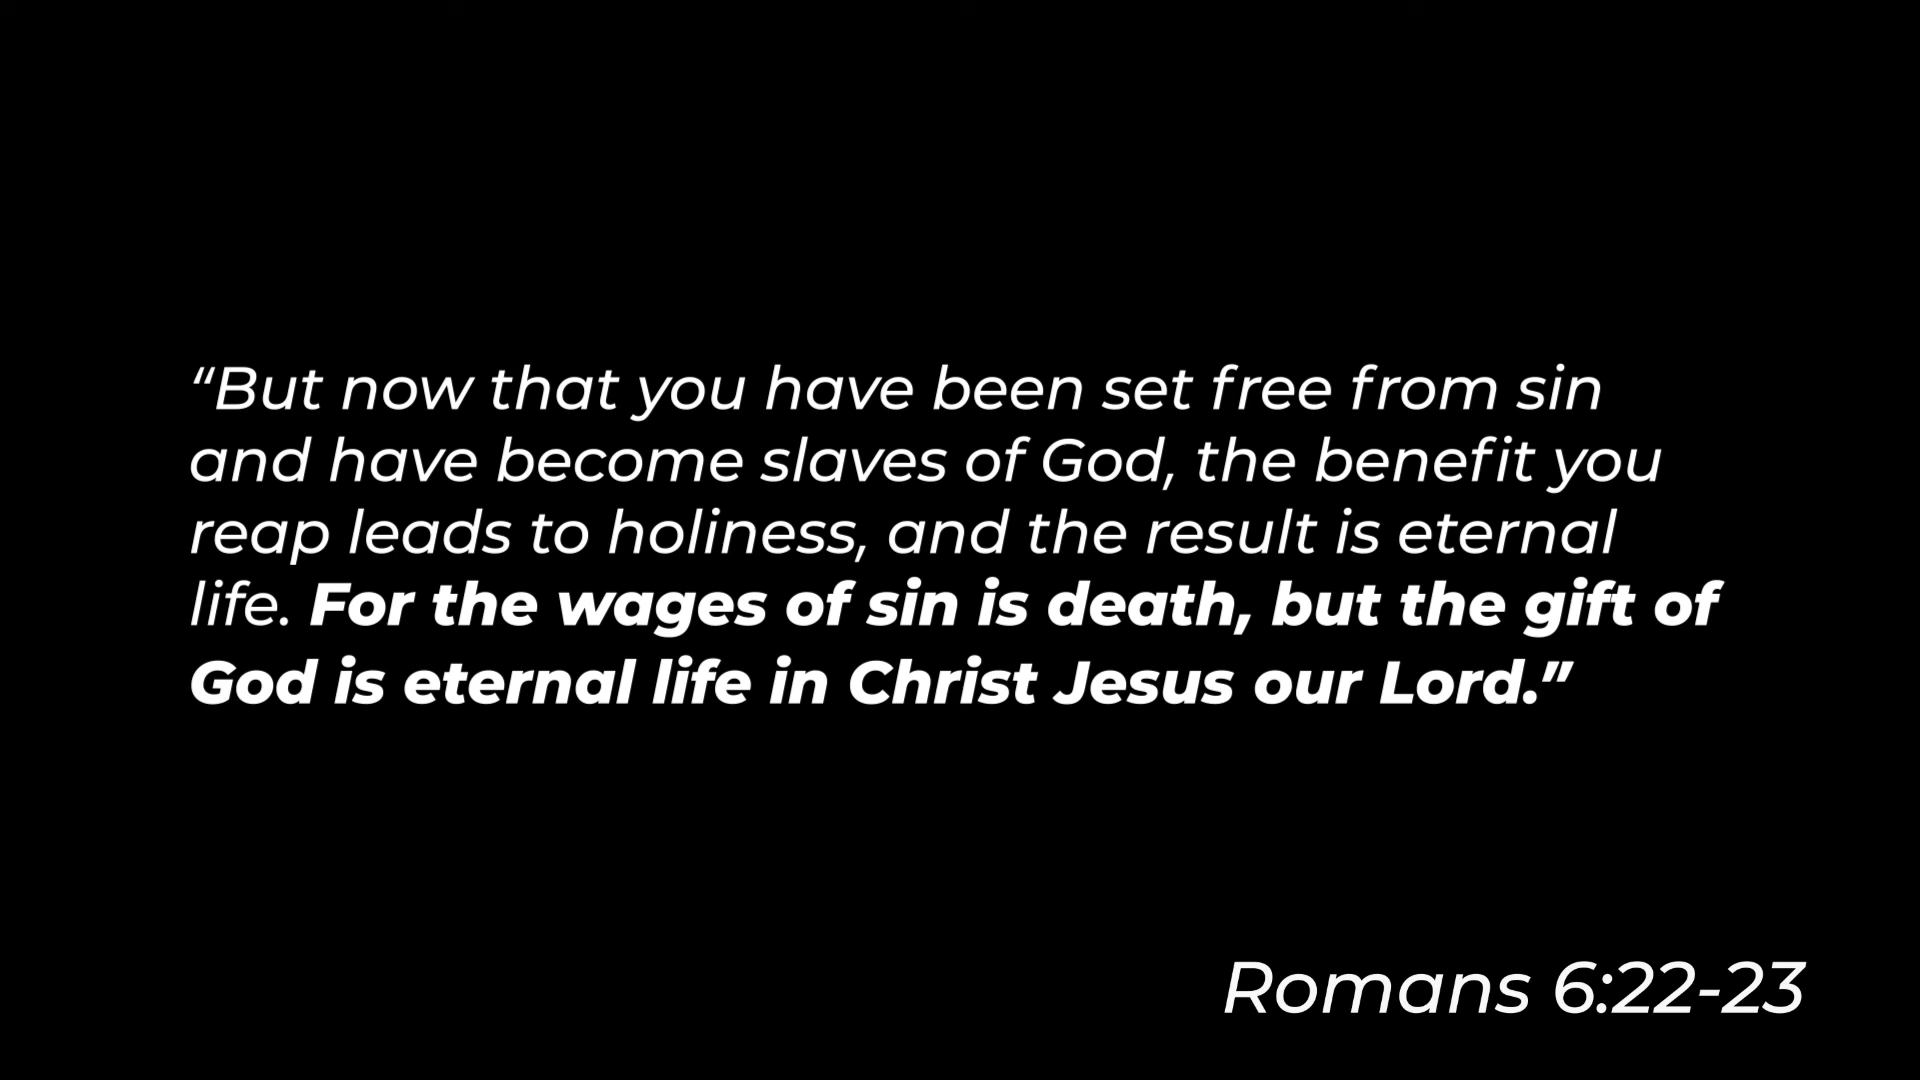 “But now that you have been set free from sin
and have become slaves of God, the benefit you
reap leads to holiness, and the result is eternal
life. For the wages of sin is death, but the gift of
God is eternal life in Christ Jesus our Lord.”
Romans 6:22-23